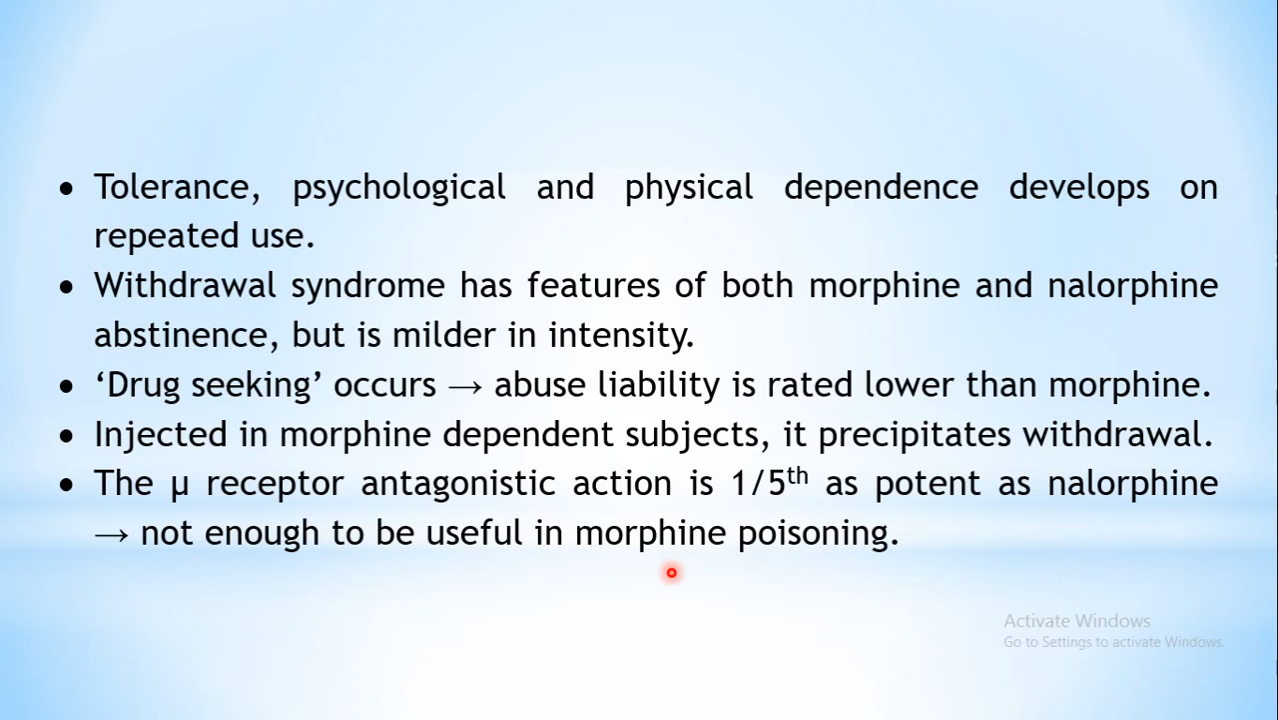 • Tolerance, psychological and physical dependence develops on
repeated use.
• Withdrawal syndrome has features of both morphine and nalorphine
abstinence, but is milder in intensity.
• ‘Drug seeking’ occurs → abuse liability is rated lower than morphine.
• Injected in morphine dependent subjects, it precipitates withdrawal.
• The μ receptor antagonistic action is 1/5th as potent as nalorphine
→ not enough to be useful in morphine poisoning.
Activate Windows
Go to Settings to activate Windows.